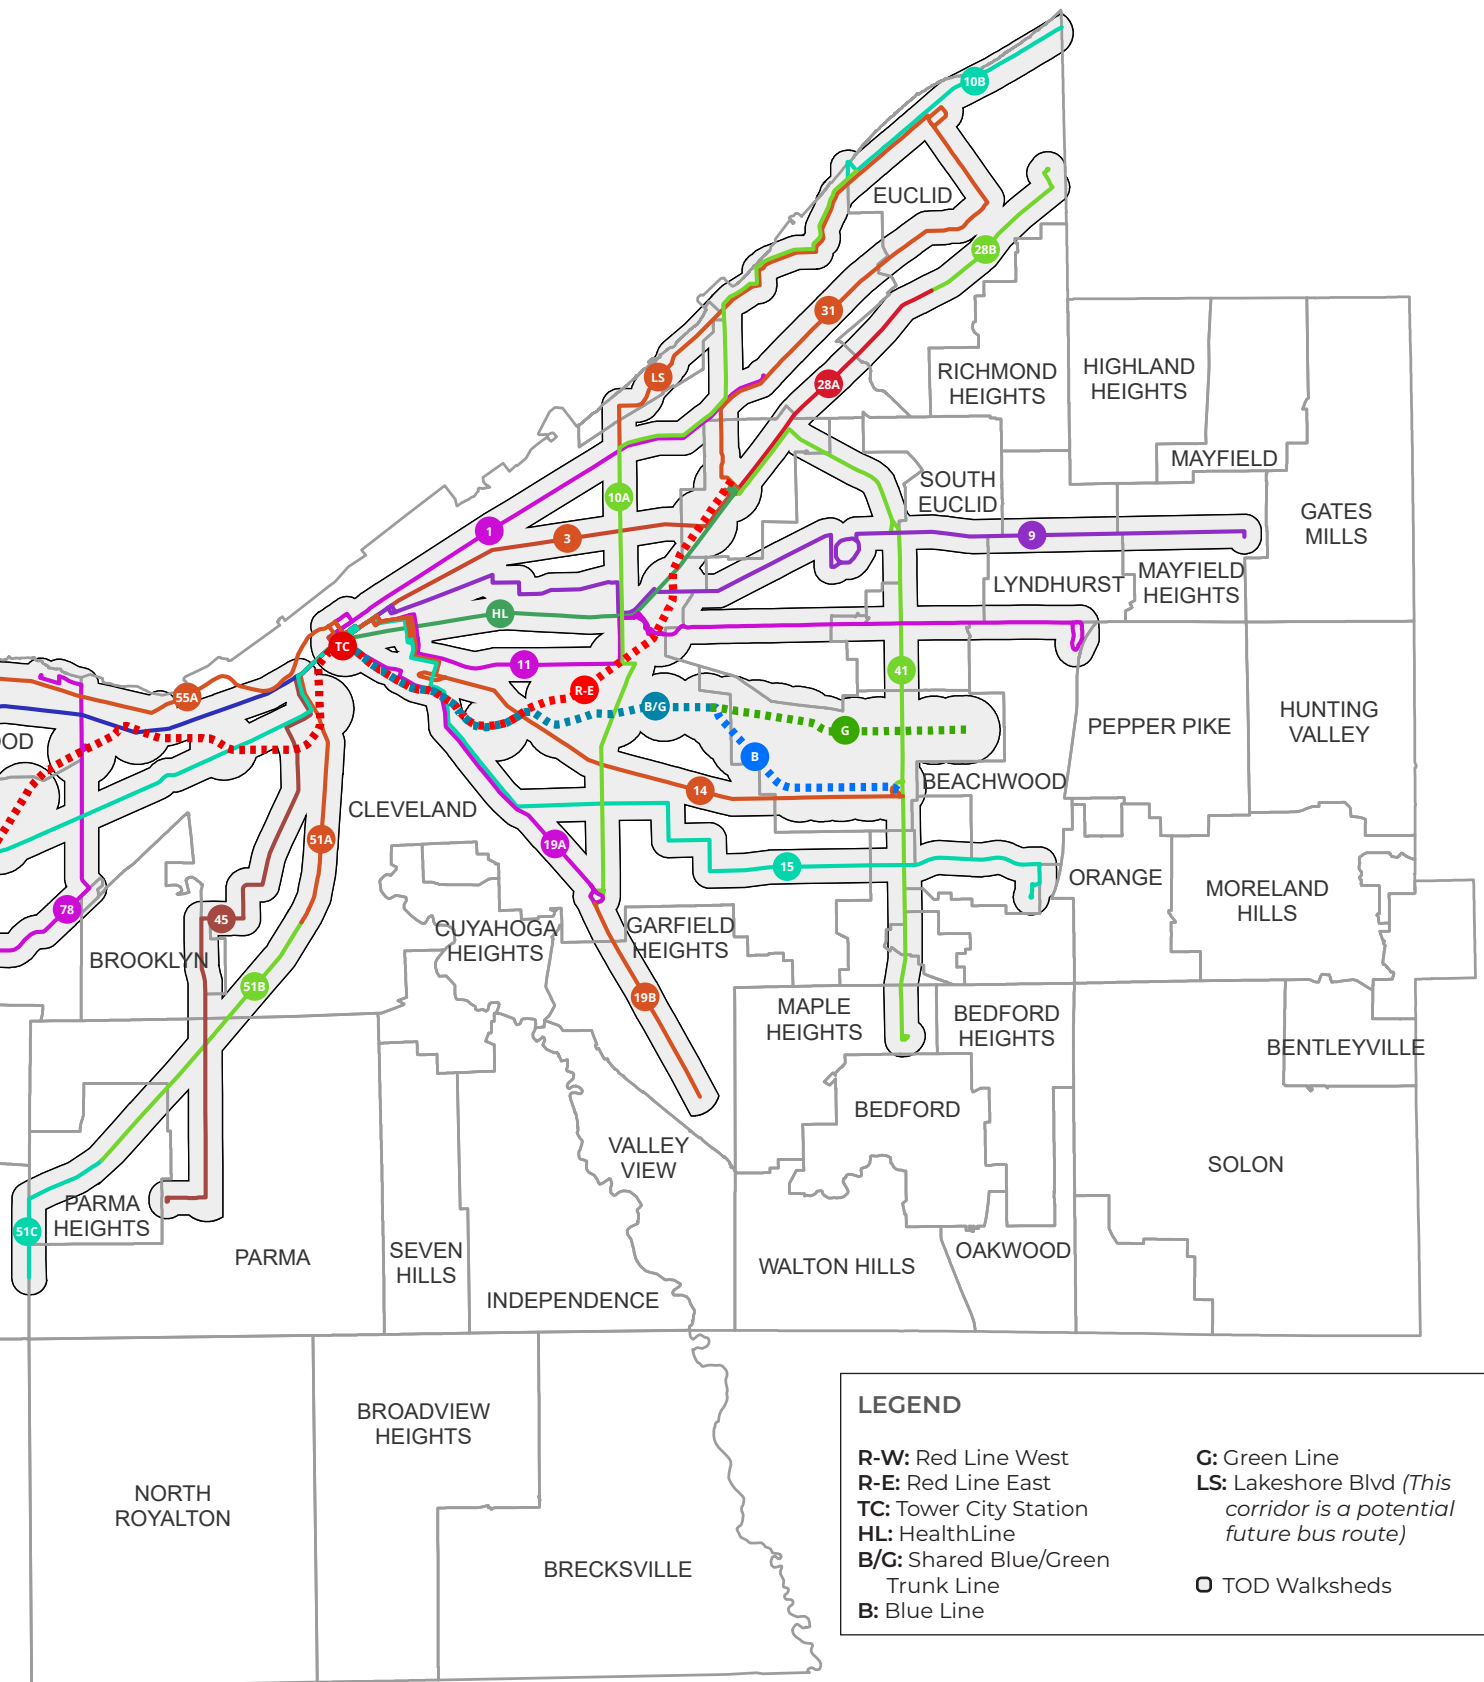 10B
EUCLID
28B
31
LS
28A
RICHMOND
HEIGHTS
HIGHLAND
HEIGHTS
MAYFIELD
SOUTH
EUCLID
10A
1
3
9
GATES
MILLS
LYNDHURST
MAYFIELD
HEIGHTS
HL
TC
11
41
R-E
55A
B/G
G
B
OOD
PEPPER PIKE
HUNTING
VALLEY
BEACHWOOD
14
CLEVELAND
51A
19A
15
ORANGE
MORELAND
HILLS
78
45
CUYAHOGA
HEIGHTS
GARFIELD
HEIGHTS
BROOKLYN
51B
19B
MAPLE
HEIGHTS
BEDFORD
HEIGHTS
BENTLEYVILLE
BEDFORD
VALLEY
VIEW
SOLON
PARMA
HEIGHTS
51C
PARMA
SEVEN
HILLS
WALTON HILLS
OAKWOOD
INDEPENDENCE
BROADVIEW
HEIGHTS
NORTH
ROYALTON
BRECKSVILLE
LEGEND
R-W: Red Line West
R-E: Red Line East
TC: Tower City Station
HL: HealthLine
B/G: Shared Blue/Green
Trunk Line
B: Blue Line
G: Green Line
LS: Lakeshore Blvd (This
corridor is a potential
future bus route)
TOD Walksheds